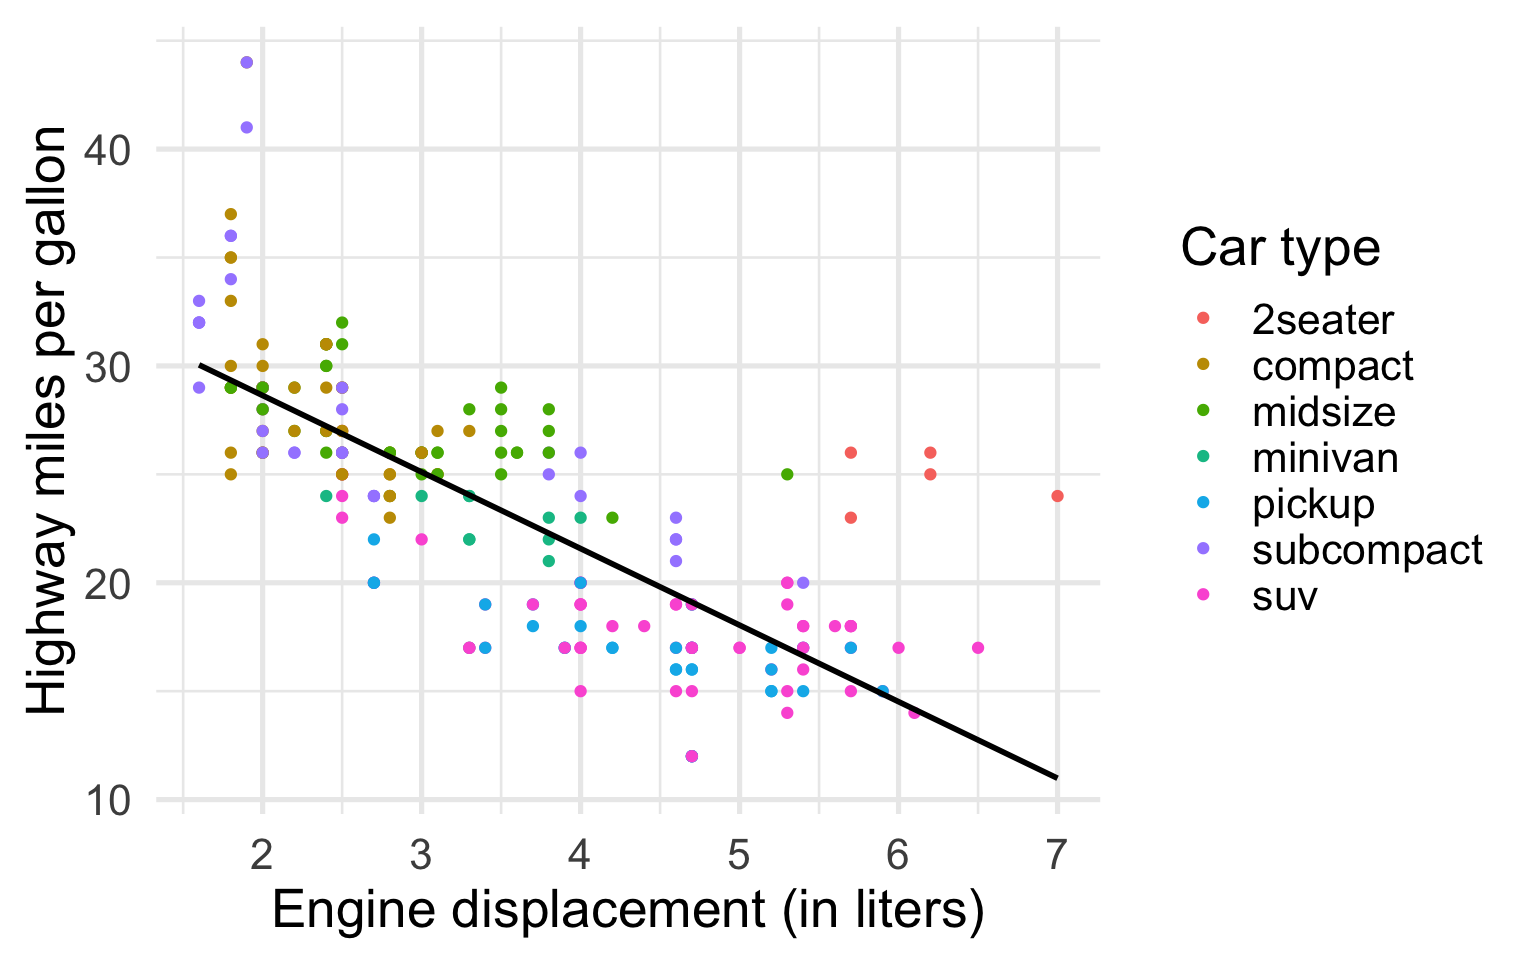 Highway miles per gallon
40
30
20
10
2 3 4 5 6 7
Engine displacement (in liters)
Car type
2seater
compact
midsize
minivan
pickup
subcompact
suv